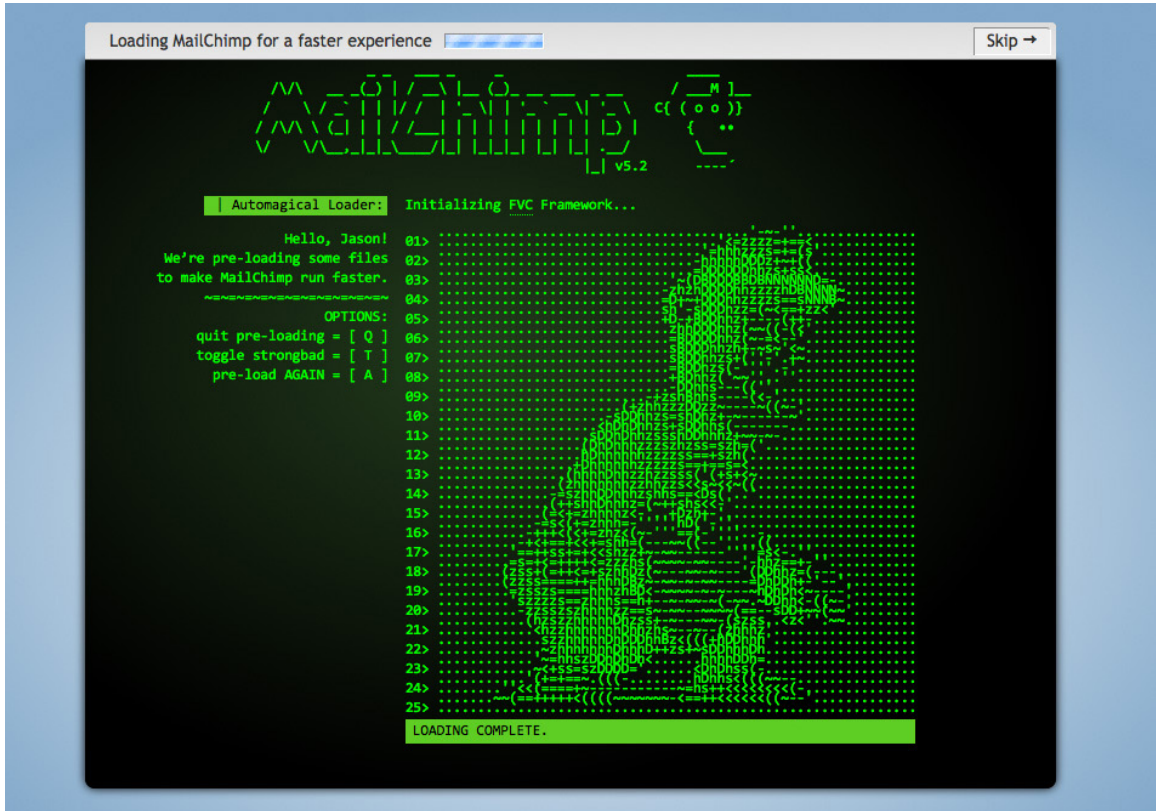 Loading MailChimp for a faster experience
Skip →
MailChimp
v5.2
| Automagical Loader:
Initializing FVC Framework...
Hello, Jason!
We're pre-loading some files
to make MailChimp run faster.
~=~=~=~=~=~=~=~=~=~=~=~
OPTIONS:
quit pre-loading = [ Q ]
toggle strongbad = [ T ]
pre-load AGAIN = [ A ]
01>
02>
03>
04>
05>
06>
07>
08>
09>
10>
11>
12>
13>
14>
15>
16>
17>
18>
19>
20>
21>
22>
23>
24>
25>
LOADING COMPLETE.